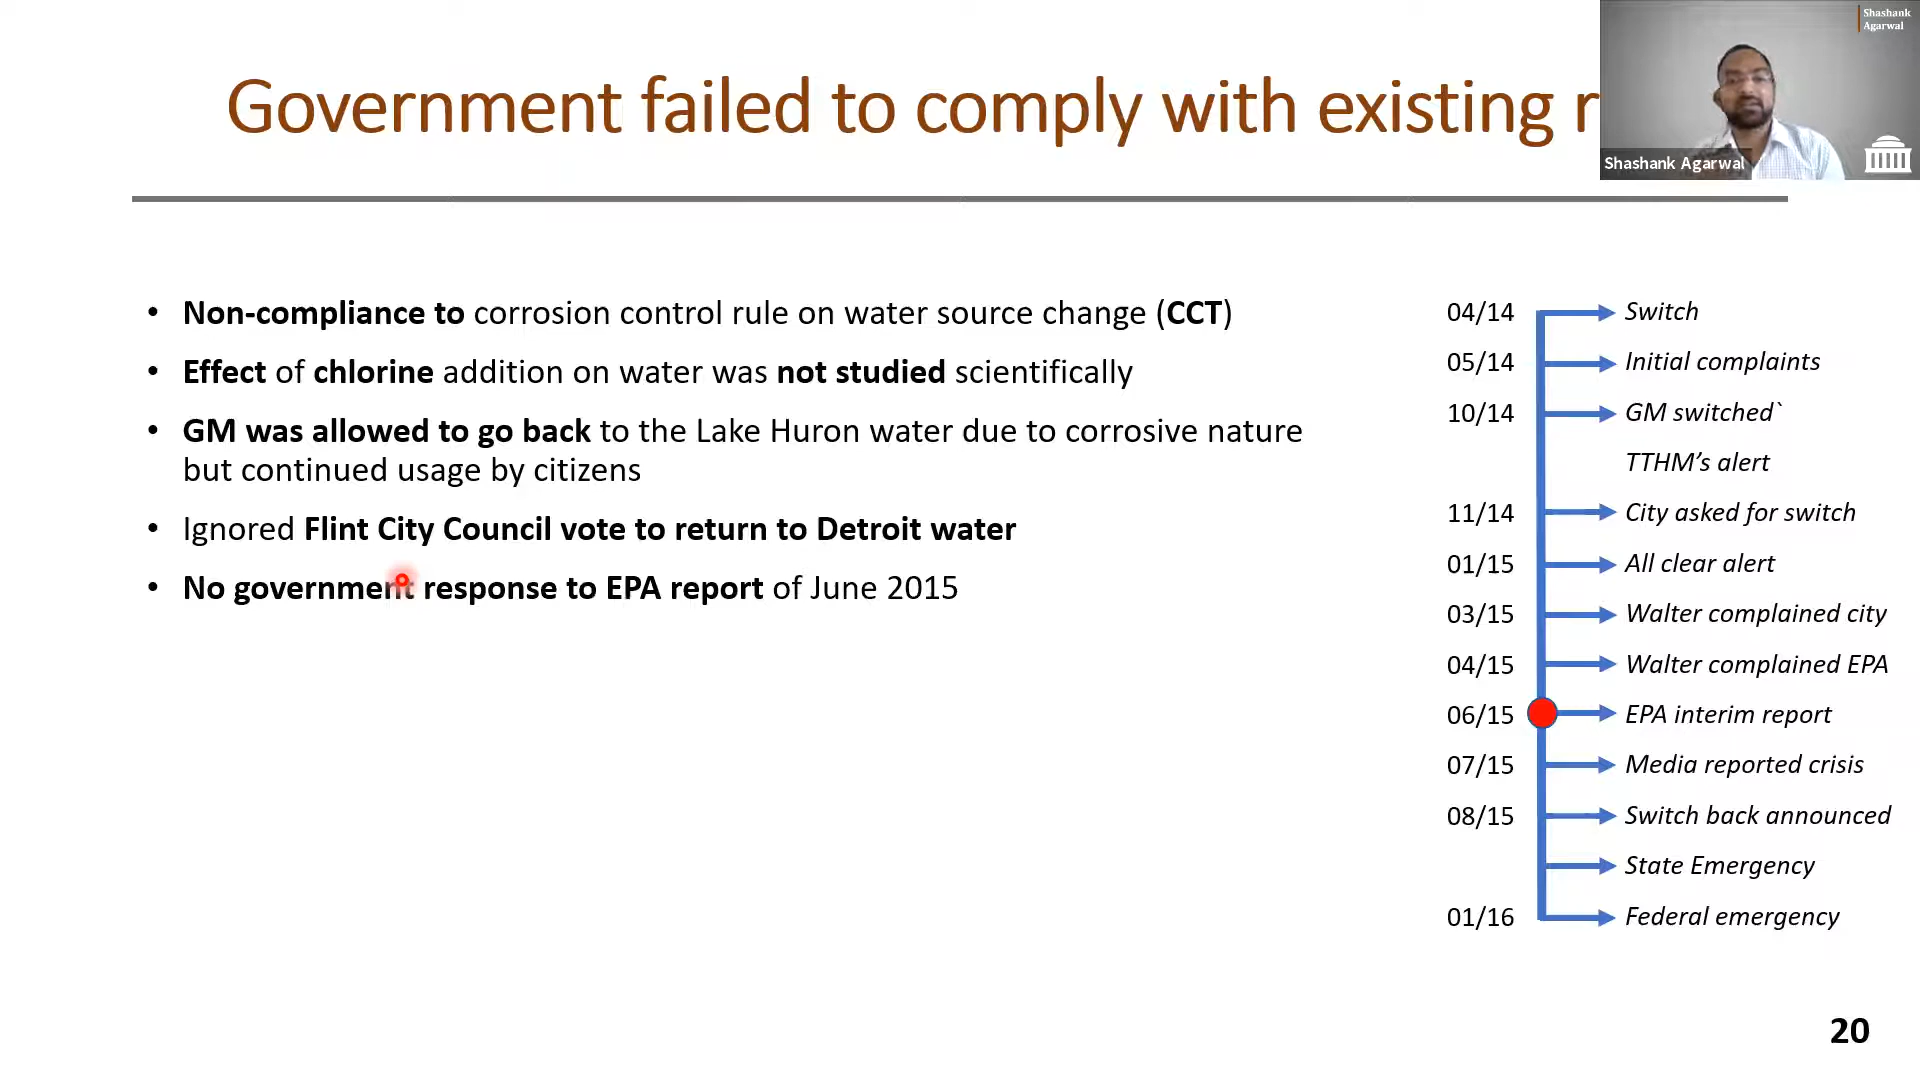 Government failed to comply with existing
Shashank
Agarwal
Shashank Agarwal
• Non-compliance to corrosion control rule on water source change (CCT)
• Effect of chlorine addition on water was not studied scientifically
• GM was allowed to go back to the Lake Huron water due to corrosive nature
but continued usage by citizens
• Ignored Flint City Council vote to return to Detroit water
• No government response to EPA report of June 2015
04/14 Switch
05/14 Initial complaints
10/14 GM switched`
TTHM’s alert
11/14 City asked for switch
01/15 All clear alert
03/15 Walter complained city
04/15 Walter complained EPA
06/15 EPA interim report
07/15 Media reported crisis
08/15 Switch back announced
State Emergency
01/16 Federal emergency
20